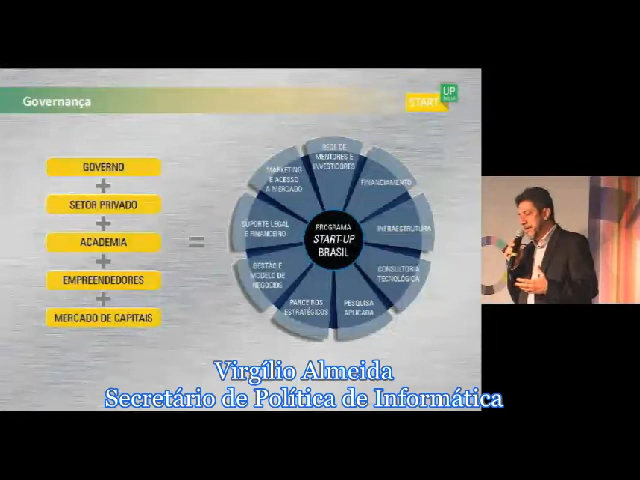 Governança
START
UP
GOVERNO
+
SETOR PRIVADO
+
ACADEMIA
+
EMPREENDEDORES
+
MERCADO DE CAPITAIS
=
PROGRAMA
START-UP
BRASIL
REDE DE
MENTORES E
INVESTIDORES
FINANCIAMENTO
INFRAESTRUTURA
CONSULTORIA
TECNOLÓGICA
PESQUISA
APLICADA
PARCEIROS
ESTRATÉGICOS
GESTÃO E
MODELO DE
NEGÓCIOS
SUPORTE LEGAL
E FINANCEIRO
MARKETING
E ACESSO
A MERCADO
Virgílio Almeida
Secretário de Política de Informática